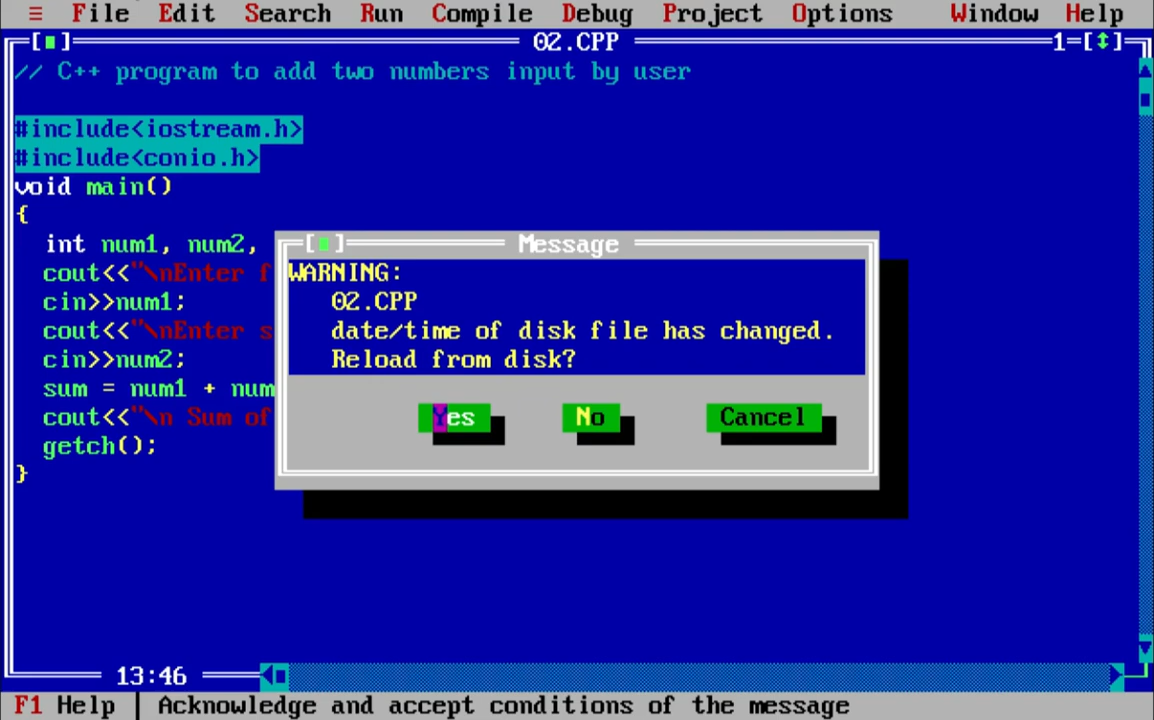 ≡ File Edit Search Run Compile Debug Project Options Window Help
[■] 02.CPP 1=[↕]
// C++ program to add two numbers input by user
#include<iostream.h>
#include<conio.h>
void main()
{
int num1, num2,
cout<<"\nEnter f
cin>>num1;
cout<<"\nEnter s
cin>>num2;
sum = num1 + num
cout<<"\n Sum of
getch();
}
[■] Message
WARNING:
02.CPP
date/time of disk file has changed.
Reload from disk?
Yes No Cancel
13:46
F1 Help │ Acknowledge and accept conditions of the message